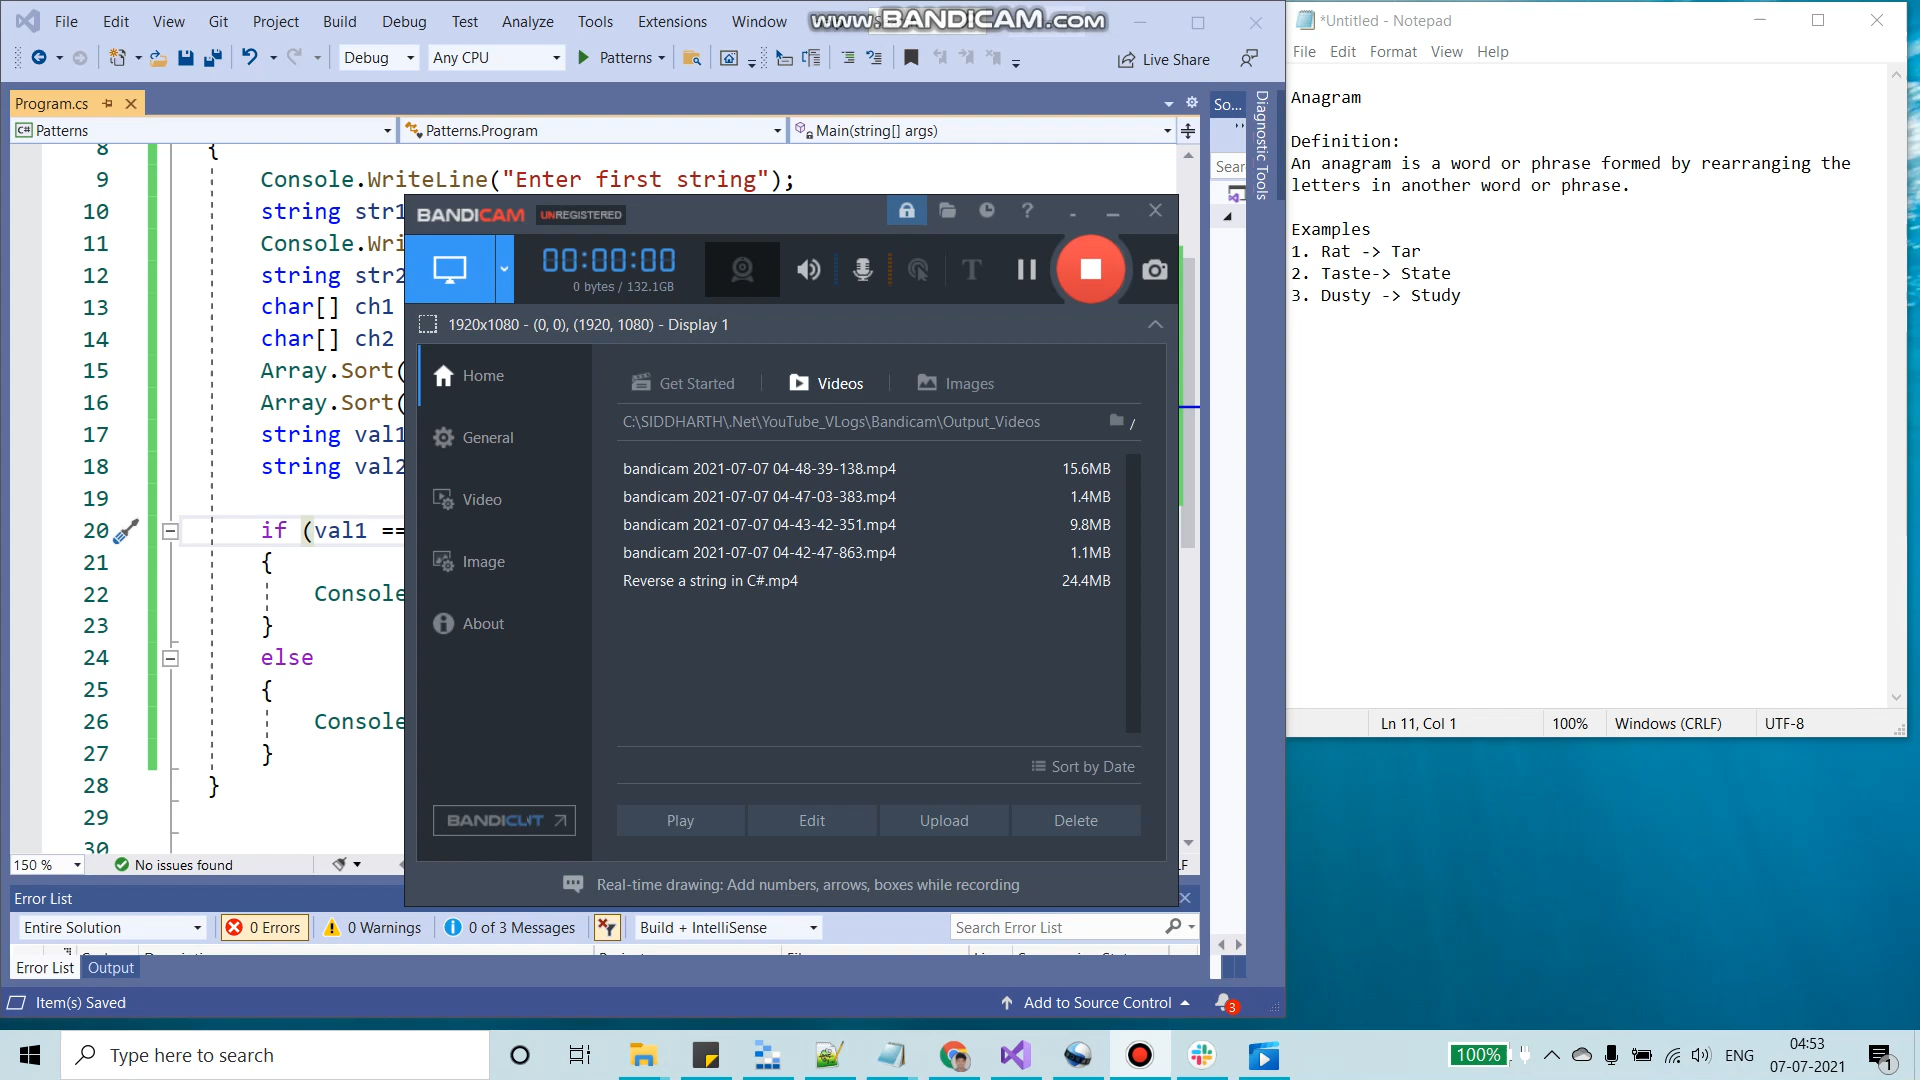 File Edit View Git Project Build Debug Test Analyze Tools Extensions Window
www.BANDICAM.com
Debug Any CPU Patterns Live Share
Program.cs
Patterns Patterns.Program Main(string[] args)
8 {
9 Console.WriteLine("Enter first string");
10 string str1
11 Console.Wri
12 string str2
13 char[] ch1
14 char[] ch2
15 Array.Sort(
16 Array.Sort(
17 string val1
18 string val2
19
20 if (val1 ==
21 {
22 Console
23 }
24 else
25 {
26 Console
27 }
28 }
29
30
150 % No issues found
Error List
Entire Solution 0 Errors 0 Warnings 0 of 3 Messages Build + IntelliSense Search Error List
Error List Output
Item(s) Saved Add to Source Control 3
So...
Sear
Diagnostic Tools
BANDICAM UNREGISTERED
00:00:00
0 bytes / 132.1GB
1920x1080 - (0, 0), (1920, 1080) - Display 1
Home
General
Video
Image
About
BANDICUT
Get Started Videos Images
C:\SIDDHARTH\.Net\YouTube_VLogs\Bandicam\Output_Videos
bandicam 2021-07-07 04-48-39-138.mp4 15.6MB
bandicam 2021-07-07 04-47-03-383.mp4 1.4MB
bandicam 2021-07-07 04-43-42-351.mp4 9.8MB
bandicam 2021-07-07 04-42-47-863.mp4 1.1MB
Reverse a string in C#.mp4 24.4MB
Sort by Date
Play Edit Upload Delete
Real-time drawing: Add numbers, arrows, boxes while recording
*Untitled - Notepad
File Edit Format View Help
Anagram
Definition:
An anagram is a word or phrase formed by rearranging the
letters in another word or phrase.
Examples
1. Rat -> Tar
2. Taste-> State
3. Dusty -> Study
Ln 11, Col 1 100% Windows (CRLF) UTF-8
Type here to search
100% ENG 04:53
07-07-2021
1